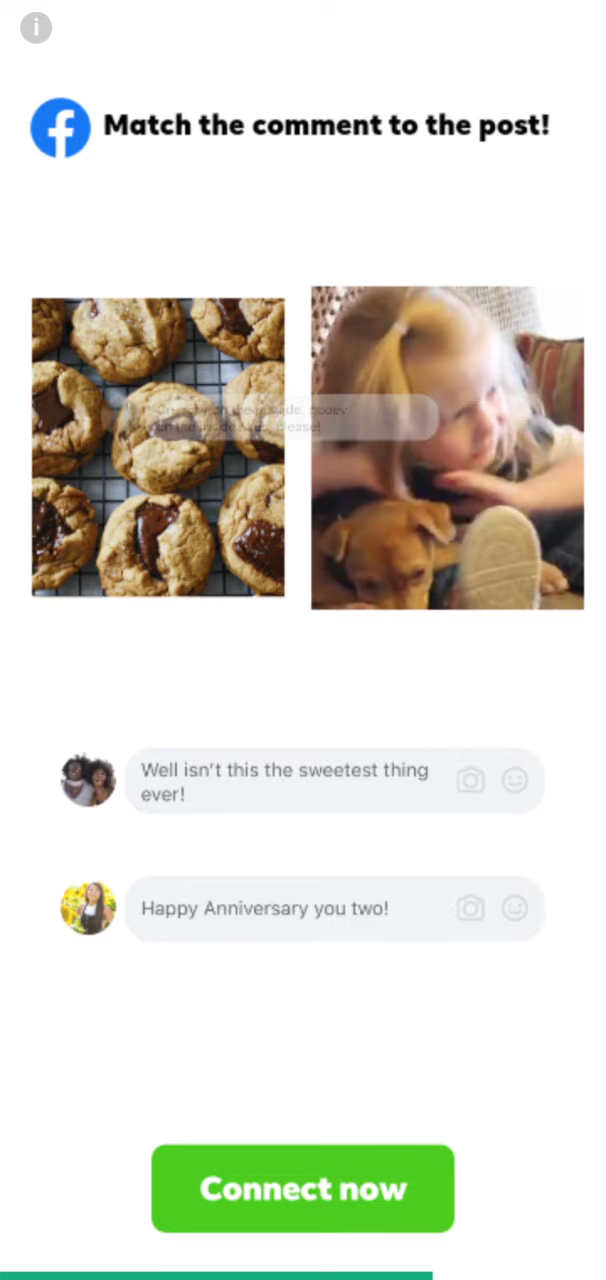 Match the comment to the post!
Well isn't this the sweetest thing
ever!
Happy Anniversary you two!
Connect now